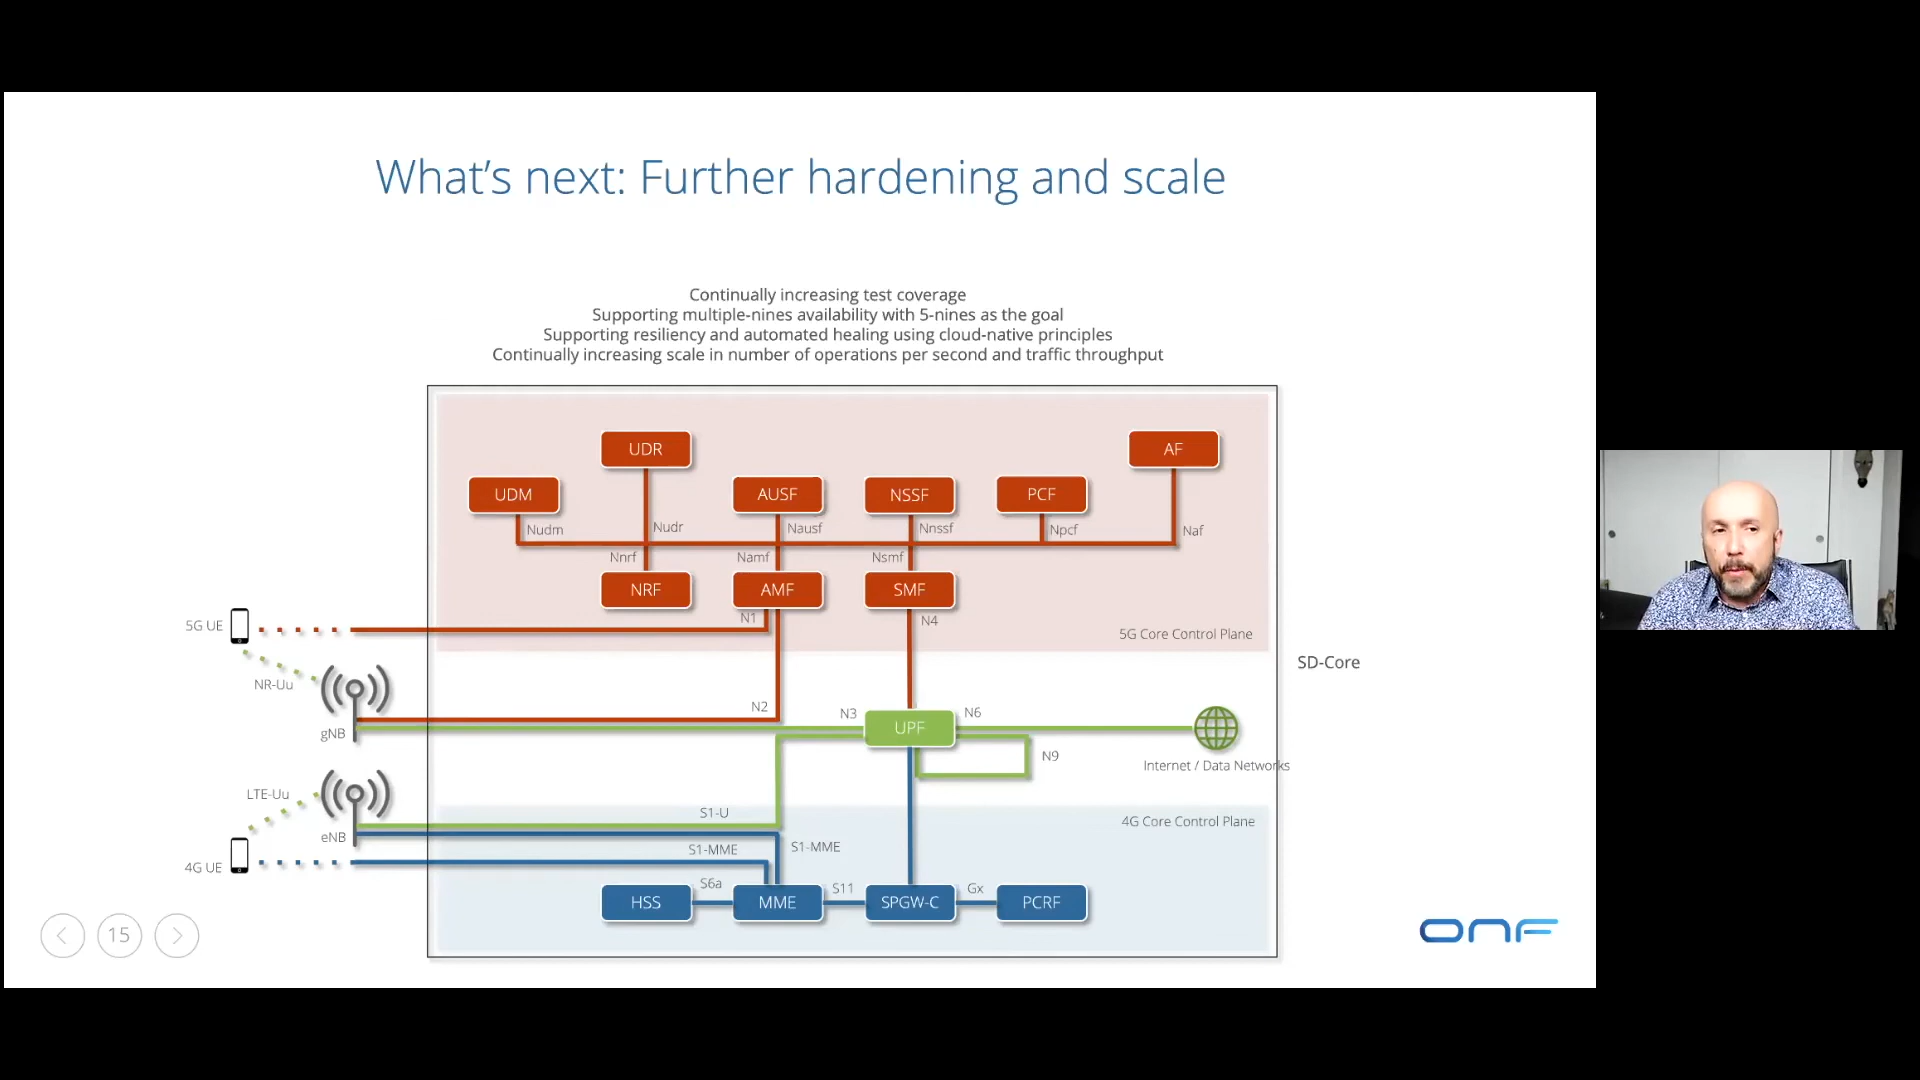 What's next: Further hardening and scale
Continually increasing test coverage
Supporting multiple-nines availability with 5-nines as the goal
Supporting resiliency and automated healing using cloud-native principles
Continually increasing scale in number of operations per second and traffic throughput
UDR
AF
UDM
AUSF
NSSF
PCF
Nudm
Nudr
Nausf
Nnssf
Npcf
Naf
Nnrf
Namf
Nsmf
NRF
AMF
SMF
N1
N4
5G UE
5G Core Control Plane
SD-Core
NR-Uu
N2
N3
N6
gNB
UPF
N9
Internet / Data Networks
LTE-Uu
S1-U
4G Core Control Plane
eNB
S1-MME
S1-MME
4G UE
S6a
S11
Gx
HSS
MME
SPGW-C
PCRF
15
ONF